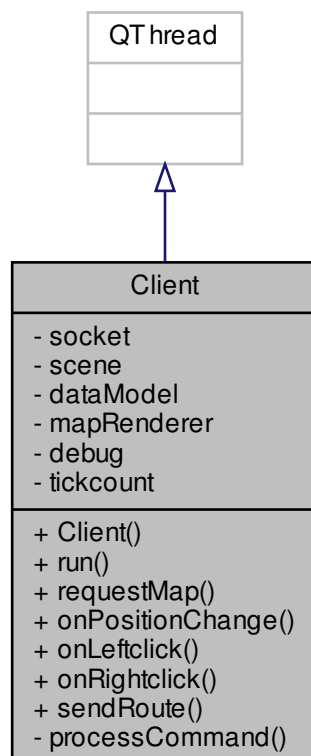 QThread
Client
- socket
- scene
- dataModel
- mapRenderer
- debug
- tickcount
+ Client()
+ run()
+ requestMap()
+ onPositionChange()
+ onLeftclick()
+ onRightclick()
+ sendRoute()
- processCommand()